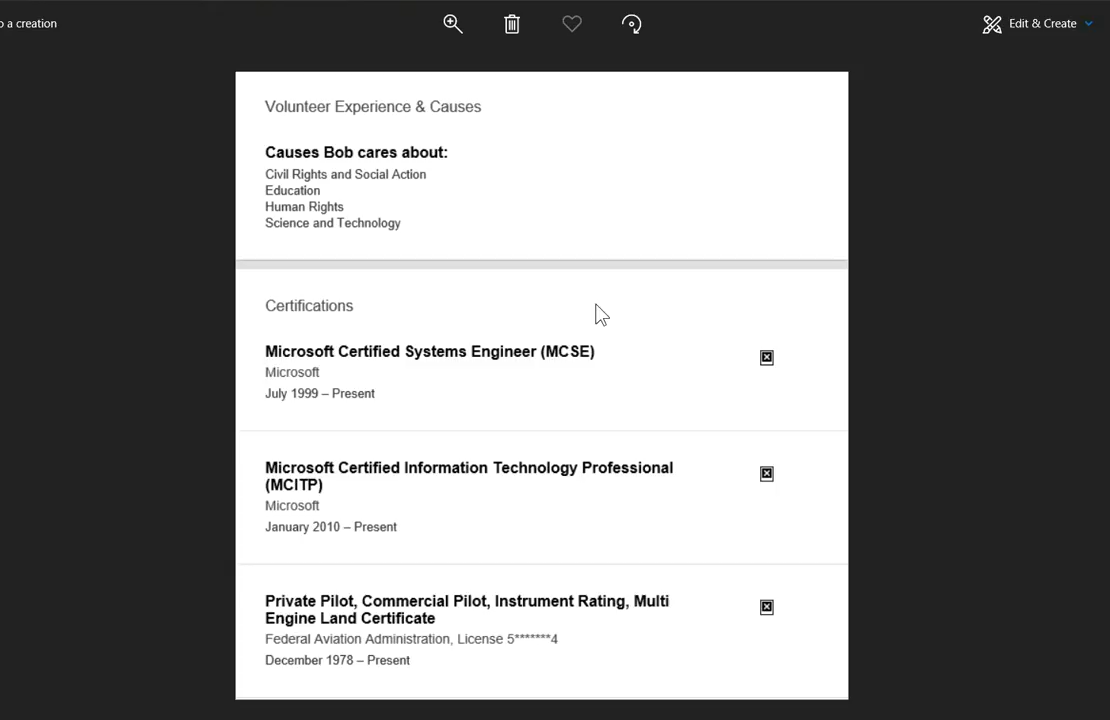 o a creation
Edit & Create
Volunteer Experience & Causes
Causes Bob cares about:
Civil Rights and Social Action
Education
Human Rights
Science and Technology
Certifications
Microsoft Certified Systems Engineer (MCSE)
Microsoft
July 1999 – Present
Microsoft Certified Information Technology Professional
(MCITP)
Microsoft
January 2010 – Present
Private Pilot, Commercial Pilot, Instrument Rating, Multi
Engine Land Certificate
Federal Aviation Administration, License 5*******4
December 1978 – Present